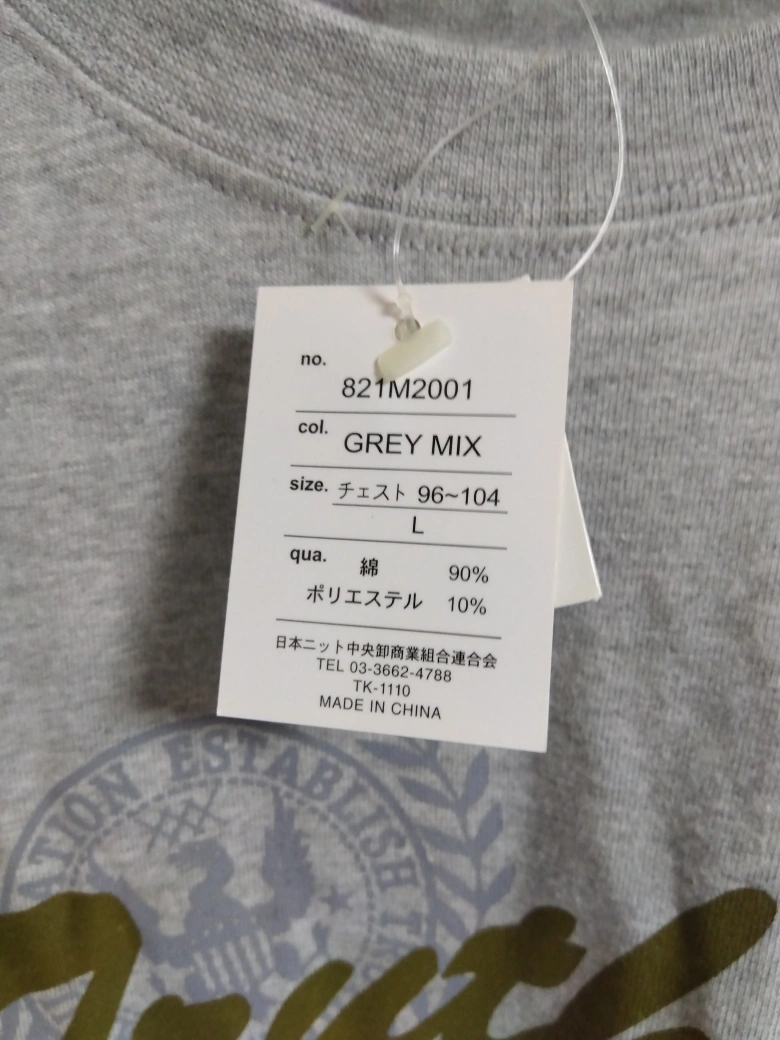 no.
821M2001
col.
GREY MIX
size. チェスト 96~104
L
qua. 綿 90%
ポリエステル 10%
日本ニット中央卸商業組合連合会
TEL 03-3662-4788
TK-1110
MADE IN CHINA
ESTABLISH